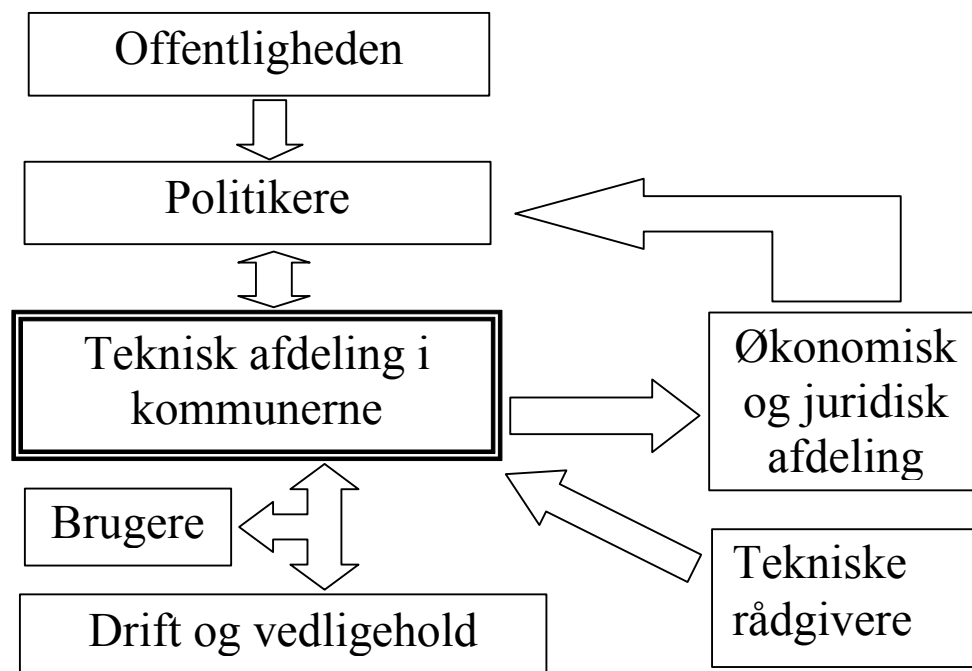 Offentligheden
Politikere
Teknisk afdeling i
kommunerne
Økonomisk
og juridisk
afdeling
Brugere
Tekniske
rådgivere
Drift og vedligehold